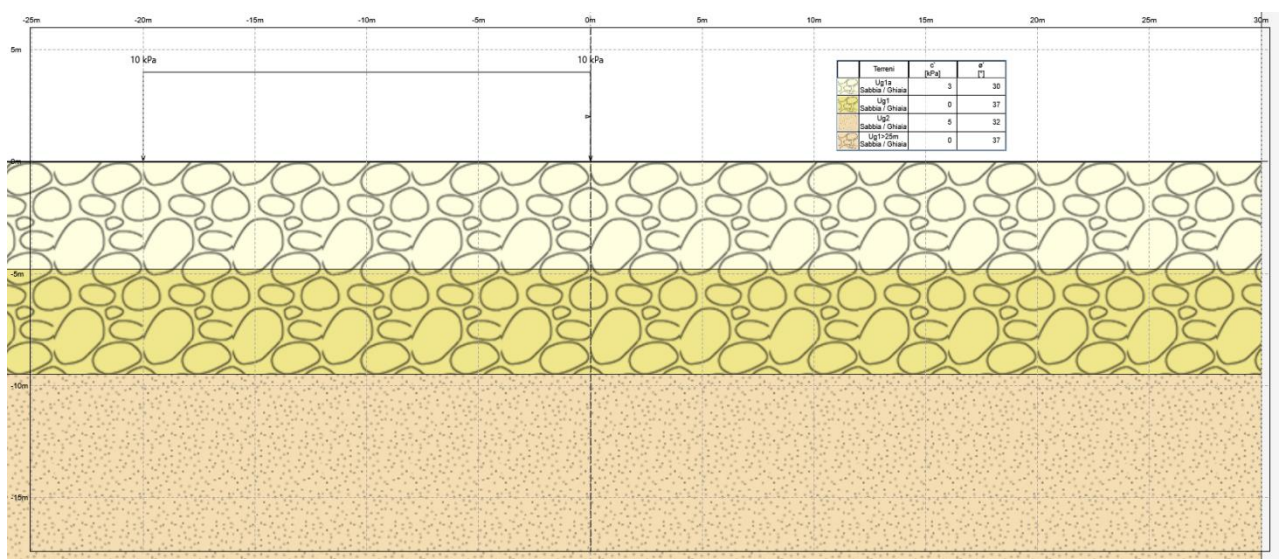 -25m -20m -15m -10m -5m 0m 5m 10m 15m 20m 25m 30m
5m
10 kPa 10 kPa
Terreni c' [kPa] ø' [°]
Ug1a
Sabbia / Ghiaia 3 30
Ug1
Sabbia / Ghiaia 0 37
Ug2
Sabbia / Ghiaia 5 32
Ug1>25m
Sabbia / Ghiaia 0 37
0m
-5m
-10m
-15m